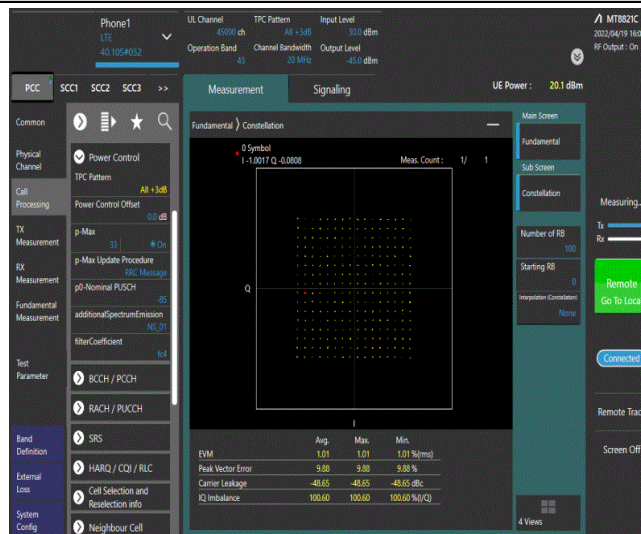 Phone1
LTE
40.105#052
UL Channel
45090 ch
TPC Pattern
All +3dB
Input Level
30.0 dBm
Operation Band
43
Channel Bandwidth
20 MHz
Output Level
-45.0 dBm
MT8821C
2022/04/19 16:0
RF Output : On
PCC SCC1 SCC2 SCC3 >>
Measurement
Signaling
UE Power : 20.1 dBm
Common
Physical
Channel
Call
Processing
TX
Measurement
RX
Measurement
Fundamental
Measurement
Test
Parameter
Band
Definition
External
Loss
System
Config
Power Control
TPC Pattern
All +3dB
Power Control Offset
0.0 dB
p-Max
33 On
p-Max Update Procedure
RRC Message
p0-Nominal PUSCH
-85
additionalSpectrumEmission
NS_01
filterCoefficient
fc4
BCCH / PCCH
RACH / PUCCH
SRS
HARQ / CQI / RLC
Cell Selection and
Reselection info
Neighbour Cell
Fundamental 〉 Constellation
0 Symbol
I -1.0017 Q -0.0808
Meas. Count : 1/ 1
Q
I
Avg. Max. Min.
EVM 1.01 1.01 1.01 %(rms)
Peak Vector Error 9.88 9.88 9.88 %
Carrier Leakage -48.65 -48.65 -48.65 dBc
IQ Imbalance 100.60 100.60 100.60 %(I/Q)
Main Screen
Fundamental
Sub Screen
Constellation
Number of RB
100
Starting RB
0
Interpolation (Constellation)
None
4 Views
Measuring..
Tx
Rx
Remote
Go To Loca
Connected
Remote Trac
Screen Off